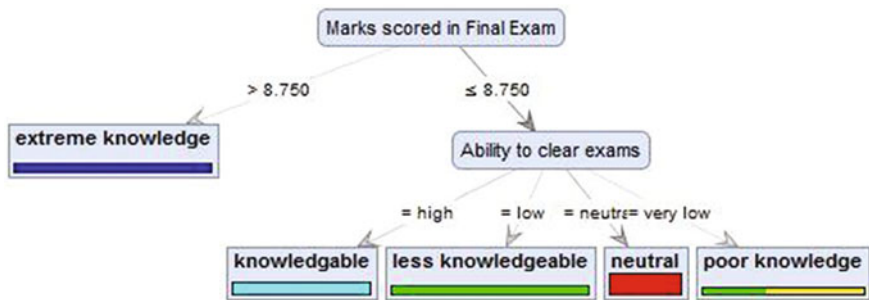 Marks scored in Final Exam
> 8.750
≤ 8.750
extreme knowledge
Ability to clear exams
= high
= low
= neutra
= very low
knowledgable
less knowledgeable
neutral
poor knowledge